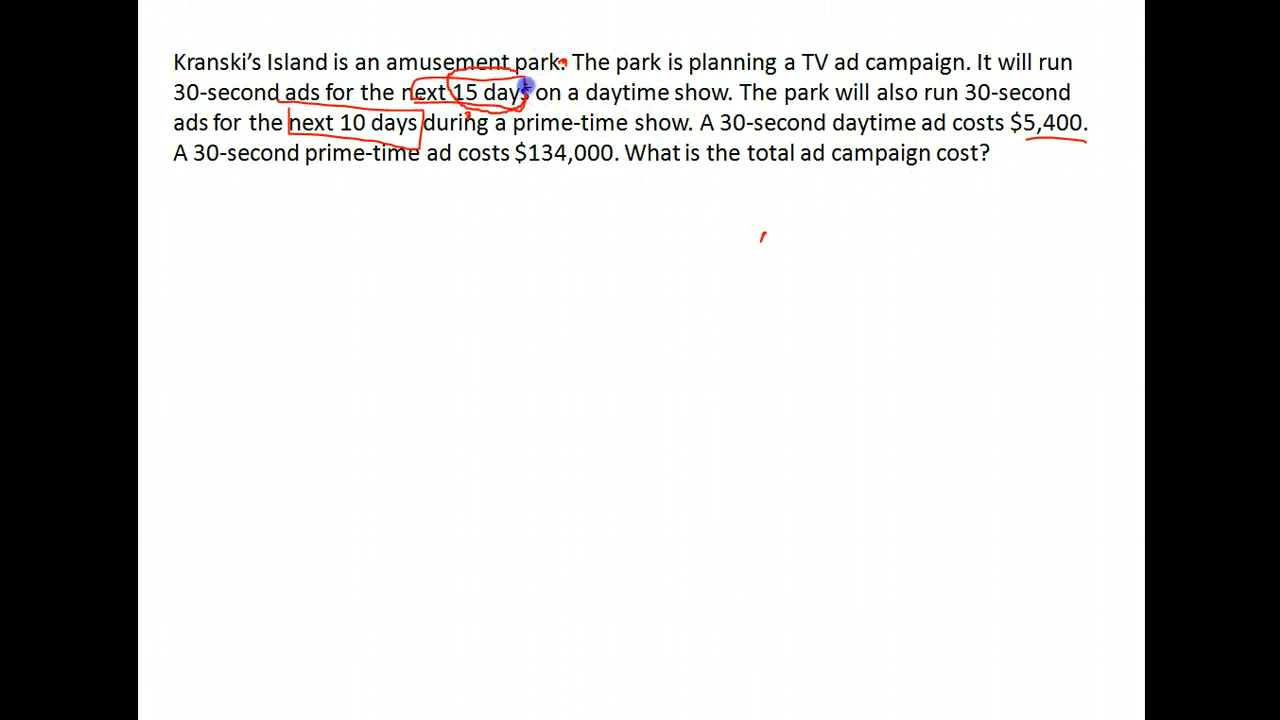 Kranski’s Island is an amusement park. The park is planning a TV ad campaign. It will run
30-second ads for the next 15 days on a daytime show. The park will also run 30-second
ads for the next 10 days during a prime-time show. A 30-second daytime ad costs $5,400.
A 30-second prime-time ad costs $134,000. What is the total ad campaign cost?